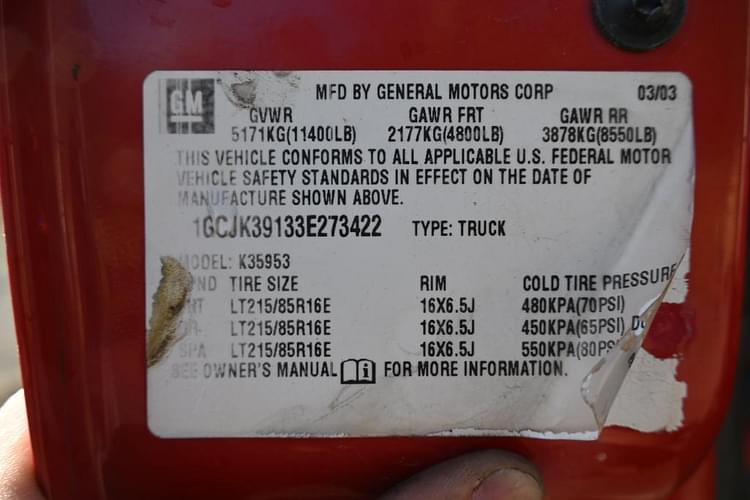 GM
MFD BY GENERAL MOTORS CORP 03/03
GVWR GAWR FRT GAWR RR
5171KG(11400LB) 2177KG(4800LB) 3878KG(8550LB)
THIS VEHICLE CONFORMS TO ALL APPLICABLE U.S. FEDERAL MOTOR
VEHICLE SAFETY STANDARDS IN EFFECT ON THE DATE OF
MANUFACTURE SHOWN ABOVE.
1GCJK39133E273422 TYPE: TRUCK
MODEL: K35953
TIRE SIZE RIM COLD TIRE PRESSURE
LT215/85R16E 16X6.5J 480KPA(70PSI)
LT215/85R16E 16X6.5J 450KPA(65PSI)
SPA LT215/85R16E 16X6.5J 550KPA(80PS
SEE OWNER'S MANUAL i FOR MORE INFORMATION.